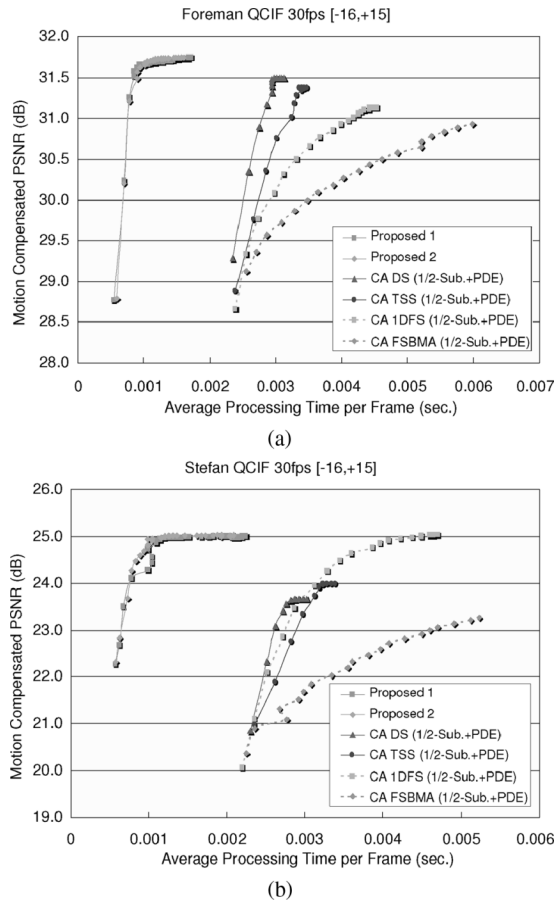 Foreman QCIF 30fps [-16,+15]
32.0
31.5
31.0
30.5
30.0
29.5
29.0
28.5
28.0
Motion Compensated PSNR (dB)
Proposed 1
Proposed 2
CA DS (1/2-Sub.+PDE)
CA TSS (1/2-Sub.+PDE)
CA 1DFS (1/2-Sub.+PDE)
CA FSBMA (1/2-Sub.+PDE)
0 0.001 0.002 0.003 0.004 0.005 0.006 0.007
Average Processing Time per Frame (sec.)
(a)
Stefan QCIF 30fps [-16,+15]
26.0
25.0
24.0
23.0
22.0
21.0
20.0
19.0
Motion Compensated PSNR (dB)
Proposed 1
Proposed 2
CA DS (1/2-Sub.+PDE)
CA TSS (1/2-Sub.+PDE)
CA 1DFS (1/2-Sub.+PDE)
CA FSBMA (1/2-Sub.+PDE)
0 0.001 0.002 0.003 0.004 0.005 0.006
Average Processing Time per Frame (sec.)
(b)